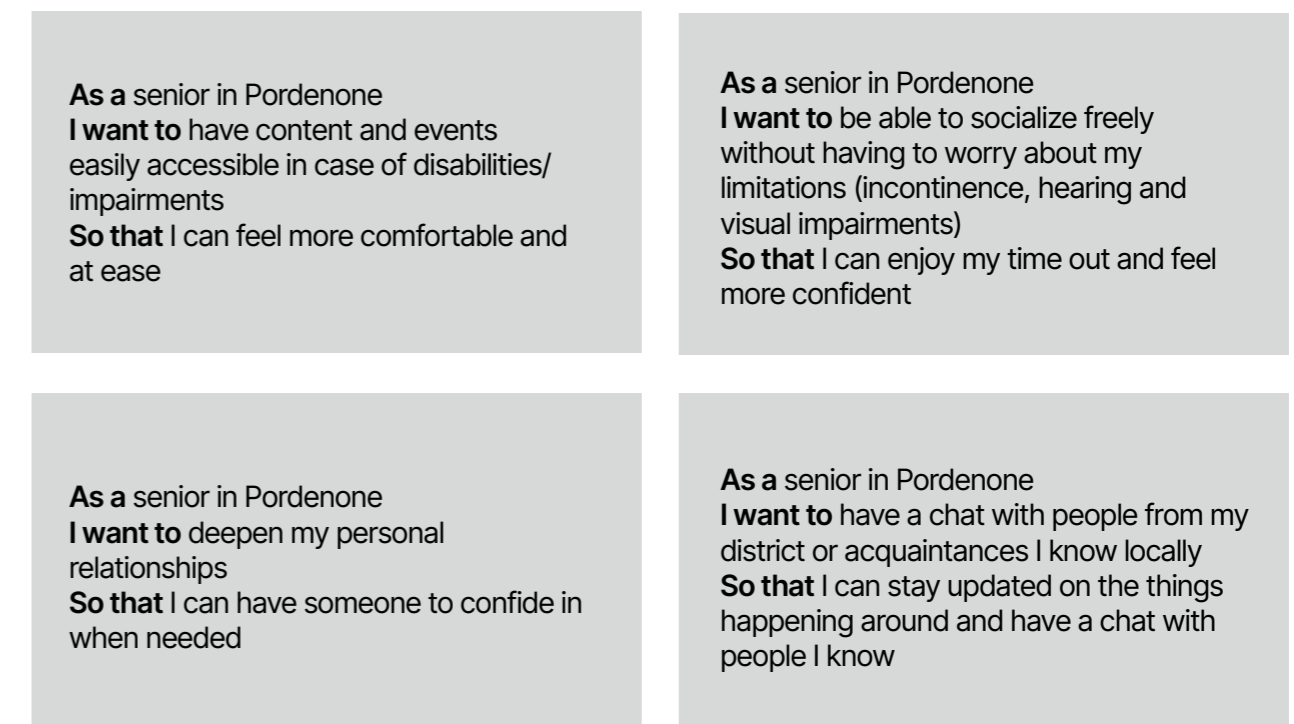 As a senior in Pordenone
I want to have content and events
easily accessible in case of disabilities/
impairments
So that I can feel more comfortable and
at ease
As a senior in Pordenone
I want to be able to socialize freely
without having to worry about my
limitations (incontinence, hearing and
visual impairments)
So that I can enjoy my time out and feel
more confident
As a senior in Pordenone
I want to deepen my personal
relationships
So that I can have someone to confide in
when needed
As a senior in Pordenone
I want to have a chat with people from my
district or acquaintances I know locally
So that I can stay updated on the things
happening around and have a chat with
people I know